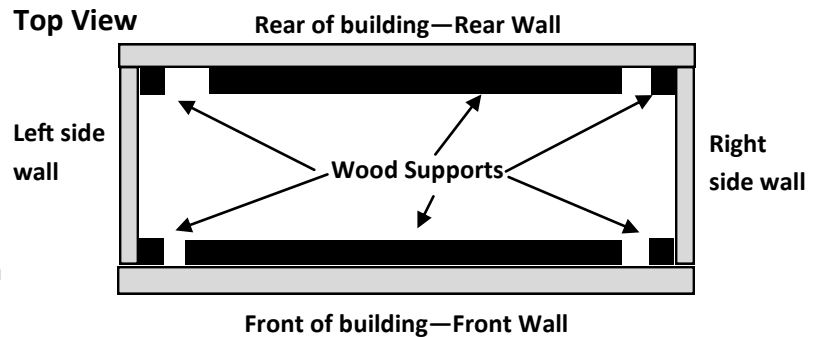 Top View
Rear of building—Rear Wall
Left side
wall
Wood Supports
Right
side wall
Front of building—Front Wall